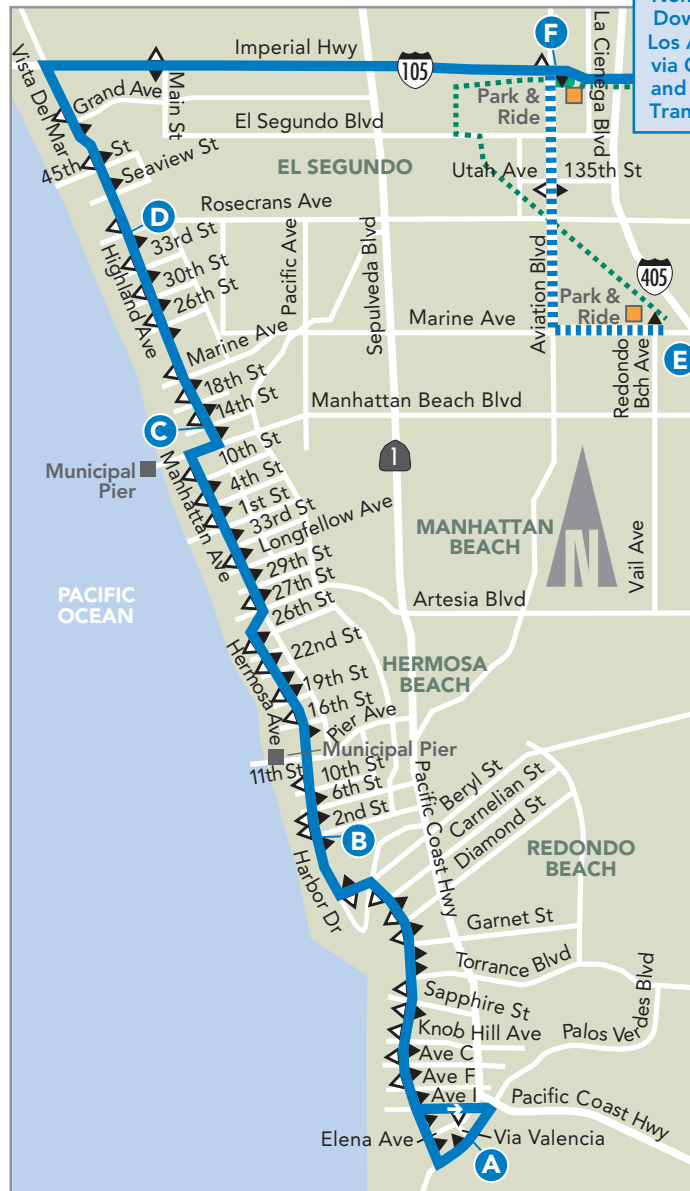 Dow
Los A
via C
and
Tran
F
La Cienega Blvd
Imperial Hwy
105
Vista Del Mar
Grand Ave
Main St
Park &
Ride
El Segundo Blvd
45th St
Seaview St
EL SEGUNDO
Utah Ave
135th St
Rosecrans Ave
D
33rd St
30th St
26th St
Highland Ave
Pacific Ave
Sepulveda Blvd
Aviation Blvd
405
Park &
Ride
Marine Ave
Marine Ave
E
Redondo
Bch Ave
18th St
14th St
Manhattan Beach Blvd
C
10th St
Municipal
Pier
1
4th St
1st St
33rd St
Longfellow Ave
Manhattan Ave
MANHATTAN
BEACH
N
Vail Ave
29th St
27th St
26th St
Artesia Blvd
PACIFIC
OCEAN
22nd St
Hermosa Ave
HERMOSA
BEACH
19th St
16th St
Pier Ave
Municipal Pier
11th St
10th St
6th St
2nd St
B
Pacific Coast Hwy
Beryl St
Carnelian St
Diamond St
REDONDO
BEACH
Harbor Dr
Garnet St
Torrance Blvd
Sapphire St
Knob Hill Ave
Palos Verdes Blvd
Ave C
Ave F
Ave I
Pacific Coast Hwy
Elena Ave
Via Valencia
A